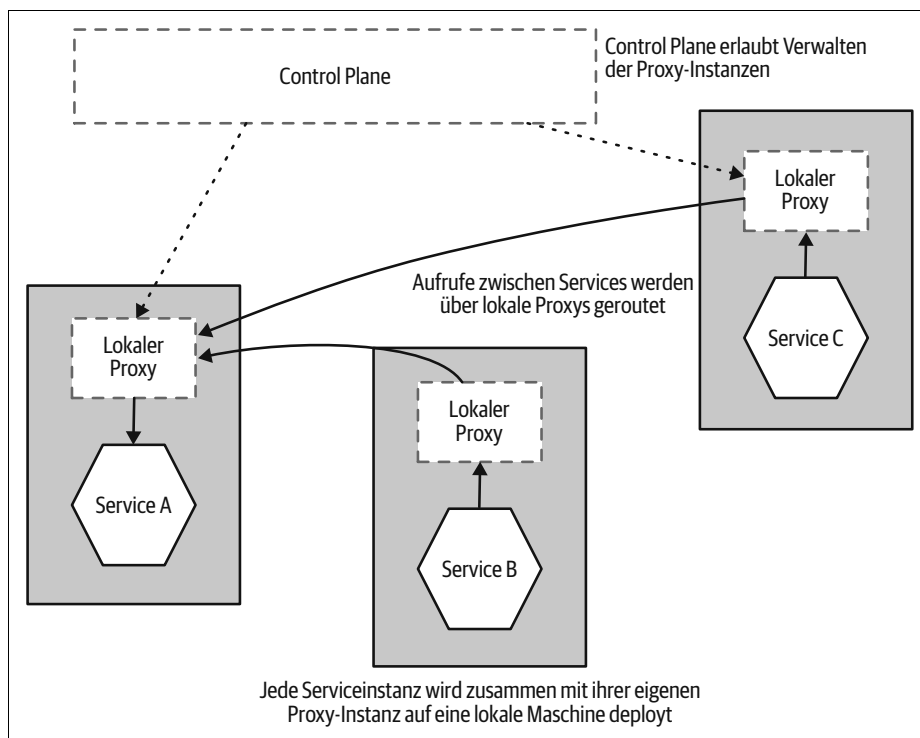 Control Plane
Control Plane erlaubt Verwalten
der Proxy-Instanzen
Lokaler
Proxy
Service C
Aufrufe zwischen Services werden
über lokale Proxys geroutet
Lokaler
Proxy
Service A
Lokaler
Proxy
Service B
Jede Serviceinstanz wird zusammen mit ihrer eigenen
Proxy-Instanz auf eine lokale Maschine deployt